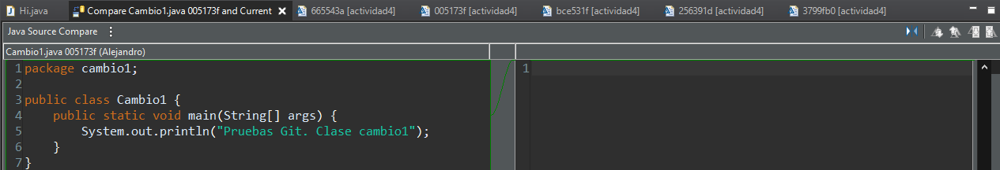 Hi.java Compare Cambio1.java 005173f and Current 665543a [actividad4] 005173f [actividad4] bce531f [actividad4] 256391d [actividad4] 3799fb0 [actividad4]
Java Source Compare
Cambio1.java 005173f (Alejandro)
1 package cambio1; 1
2
3 public class Cambio1 {
4 public static void main(String[] args) {
5 System.out.println("Pruebas Git. Clase cambio1");
6 }
7 }